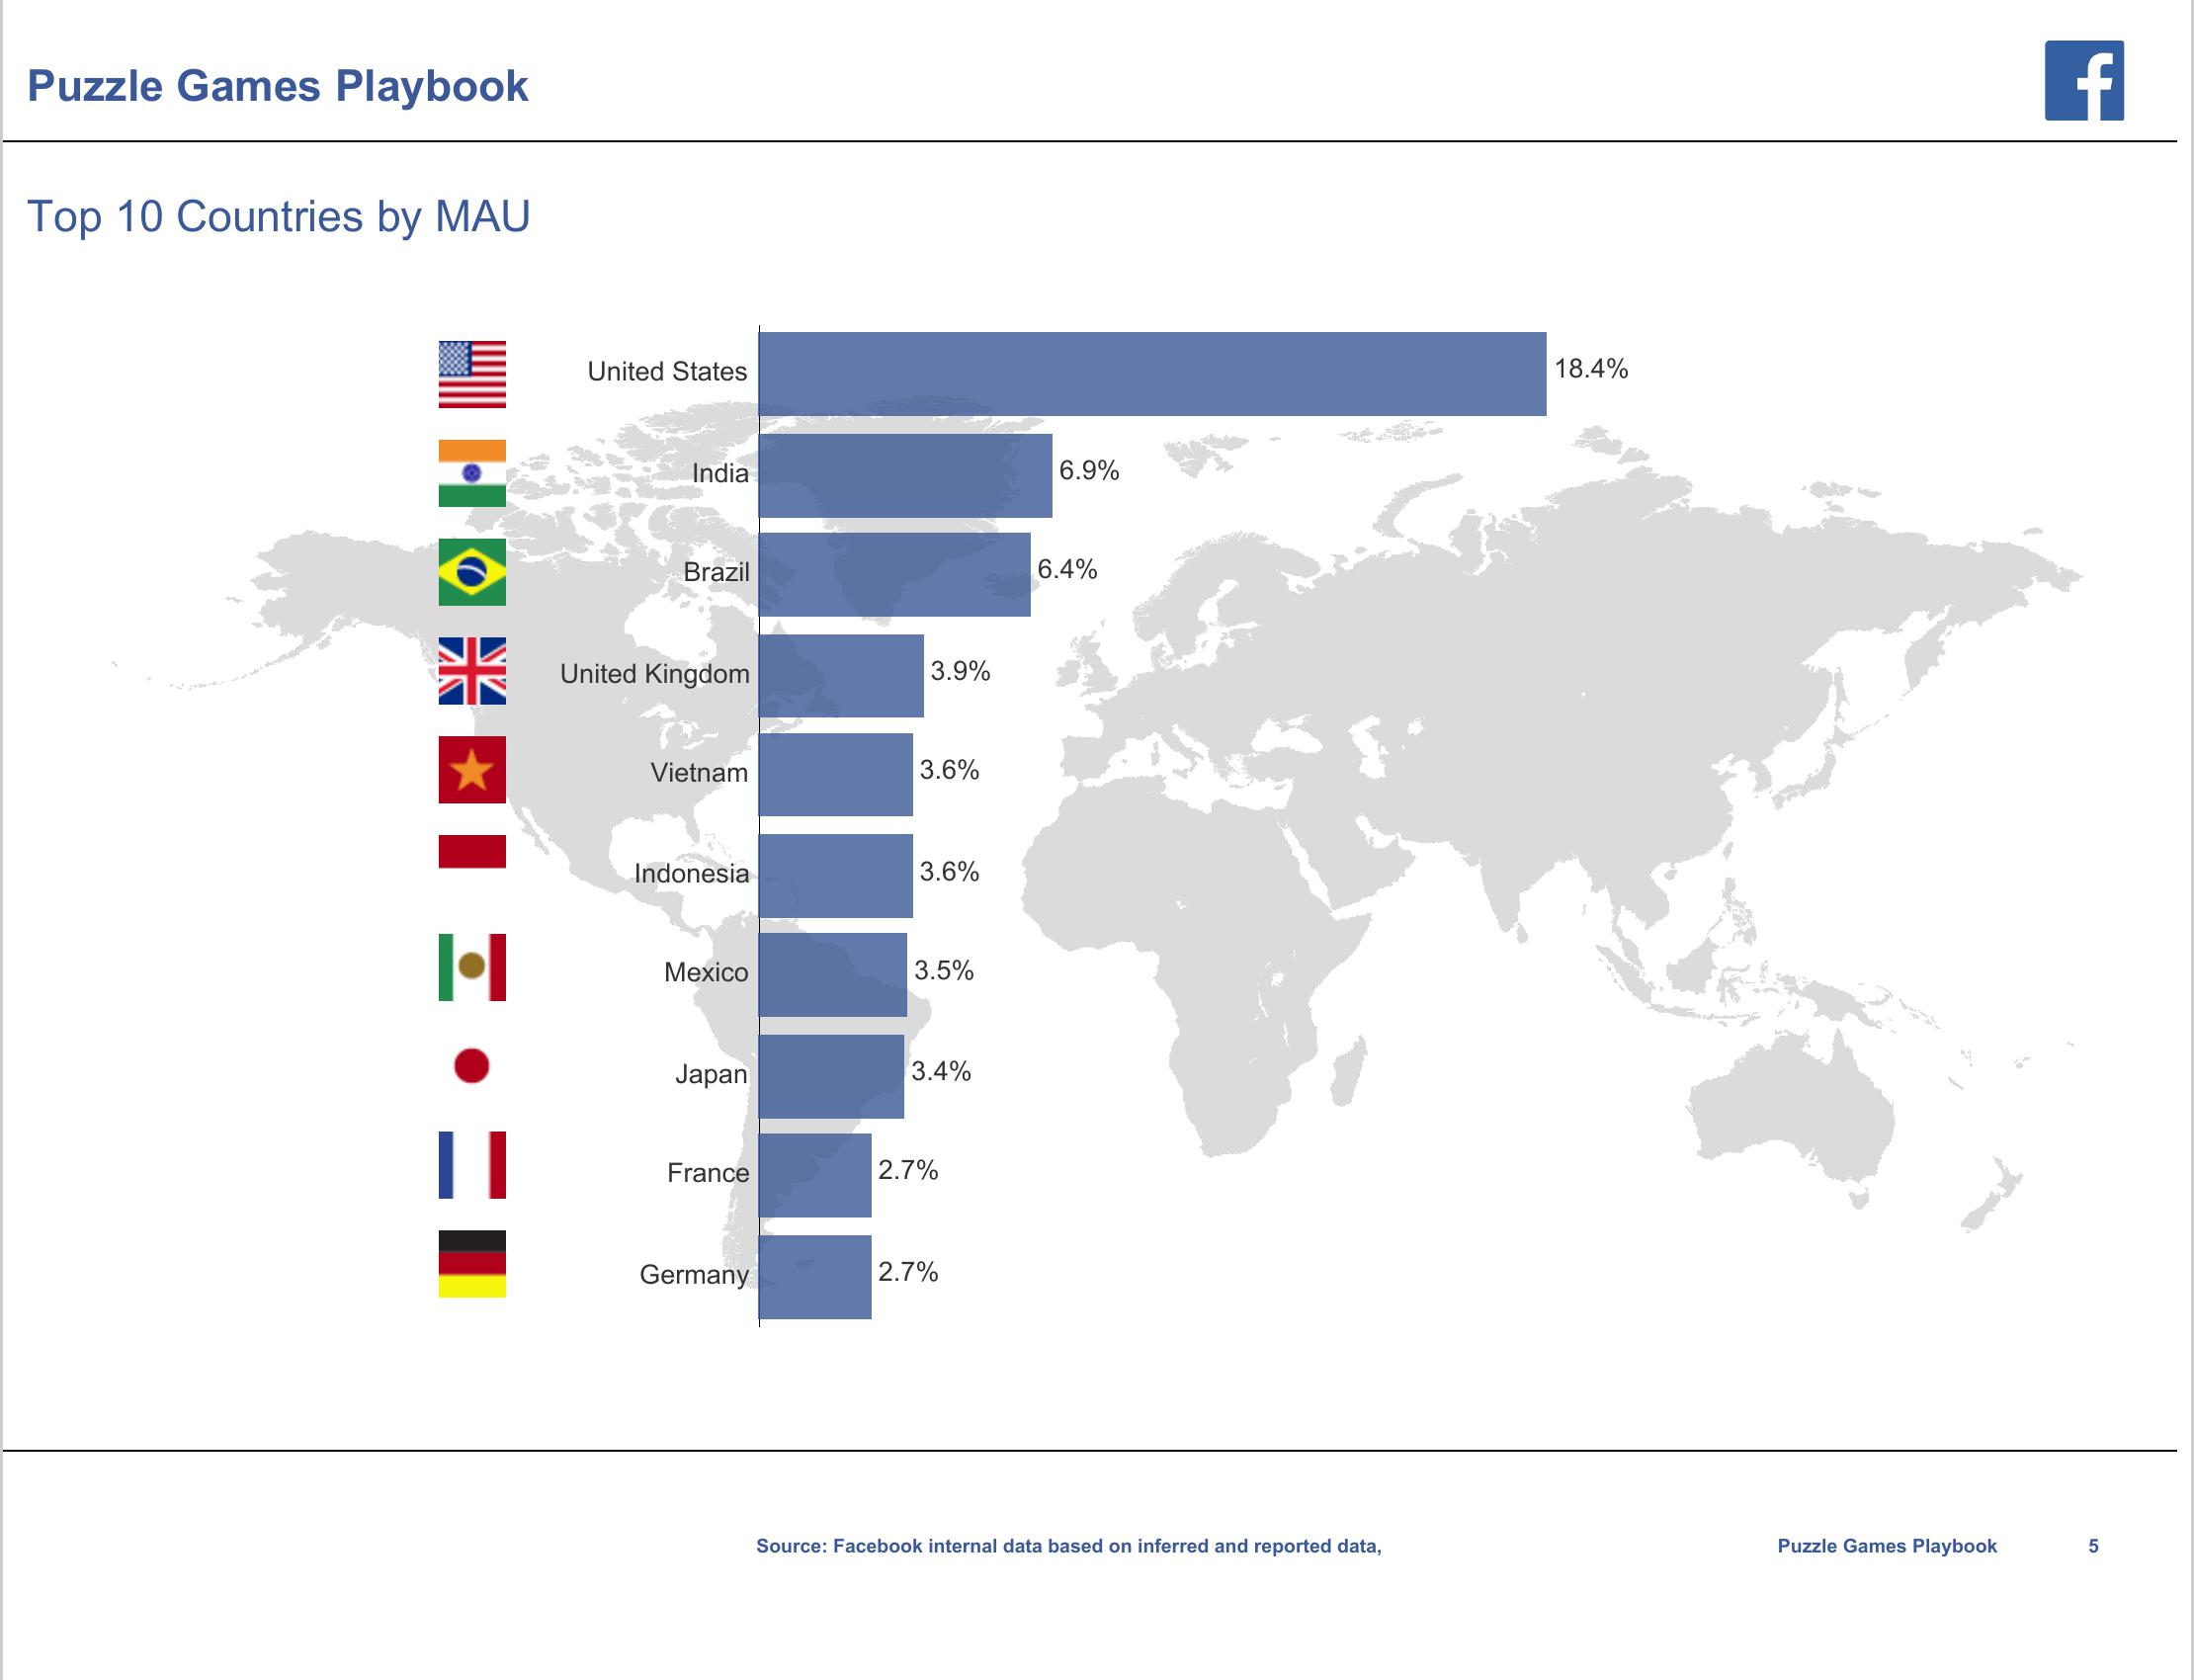 Puzzle Games Playbook
Top 10 Countries by MAU
United States 18.4%
India 6.9%
Brazil 6.4%
United Kingdom 3.9%
Vietnam 3.6%
Indonesia 3.6%
Mexico 3.5%
Japan 3.4%
France 2.7%
Germany 2.7%
Source: Facebook internal data based on inferred and reported data,
Puzzle Games Playbook 5